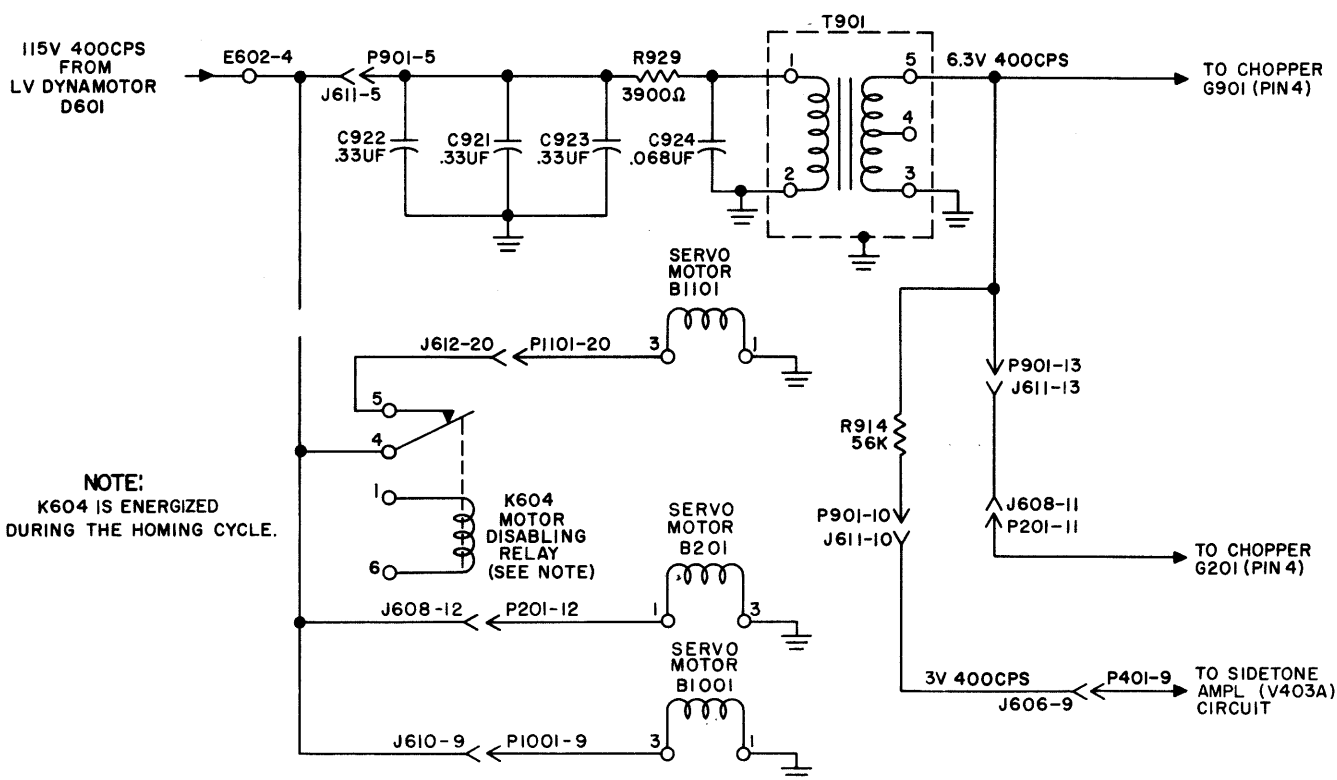 T901
115V 400CPS
FROM
LV DYNAMOTOR
D601
E602-4
P901-5
J611-5
R929
3900Ω
1
2
5
4
3
6.3V 400CPS
TO CHOPPER
G901 (PIN 4)
C922
.33UF
C921
.33UF
C923
.33UF
C924
.068UF
SERVO
MOTOR
B1101
J612-20
P1101-20
3
1
P901-13
J611-13
5
4
R914
56K
NOTE:
K604 IS ENERGIZED
DURING THE HOMING CYCLE.
1
6
K604
MOTOR
DISABLING
RELAY
(SEE NOTE)
SERVO
MOTOR
B201
P901-10
J611-10
J608-11
P201-11
TO CHOPPER
G201 (PIN 4)
J608-12
P201-12
1
3
SERVO
MOTOR
B1001
3V 400CPS
J606-9
P401-9
TO SIDETONE
AMPL (V403A)
CIRCUIT
J610-9
P1001-9
3
1